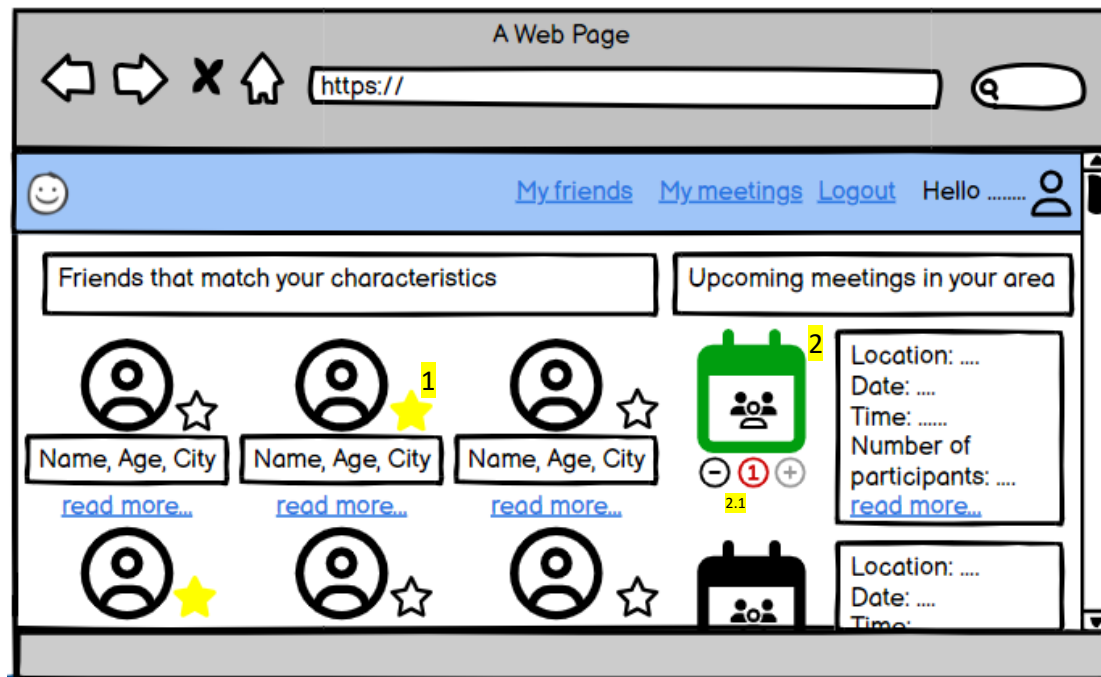 A Web Page
https://
My friends My meetings Logout Hello ........
Friends that match your characteristics
Upcoming meetings in your area
1
Name, Age, City
Name, Age, City
Name, Age, City
read more...
read more...
read more...
2
Location: ....
Date: ....
Time: ......
Number of
participants: ....
read more...
1
2.1
Location: ....
Date: ....
Time: